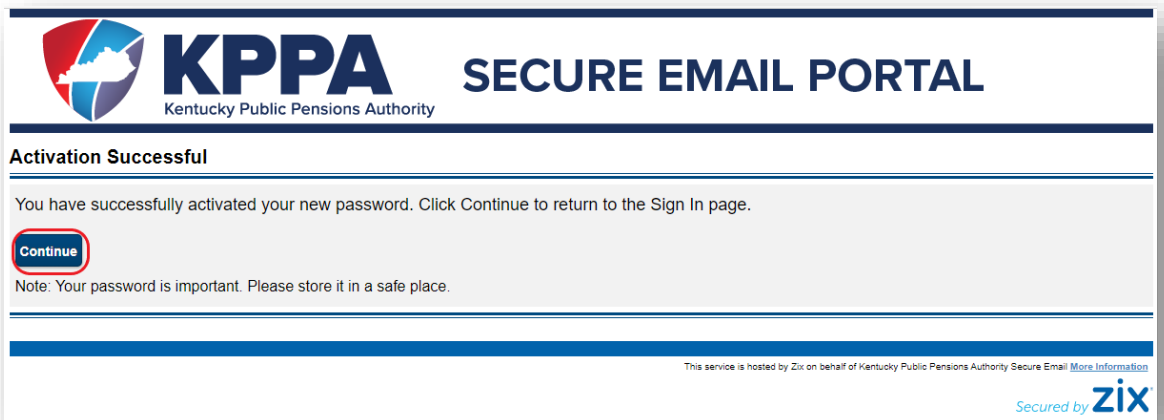 KPPA
Kentucky Public Pensions Authority
SECURE EMAIL PORTAL
Activation Successful
You have successfully activated your new password. Click Continue to return to the Sign In page.
Continue
Note: Your password is important. Please store it in a safe place.
This service is hosted by Zix on behalf of Kentucky Public Pensions Authority Secure Email More Information
Secured by zix